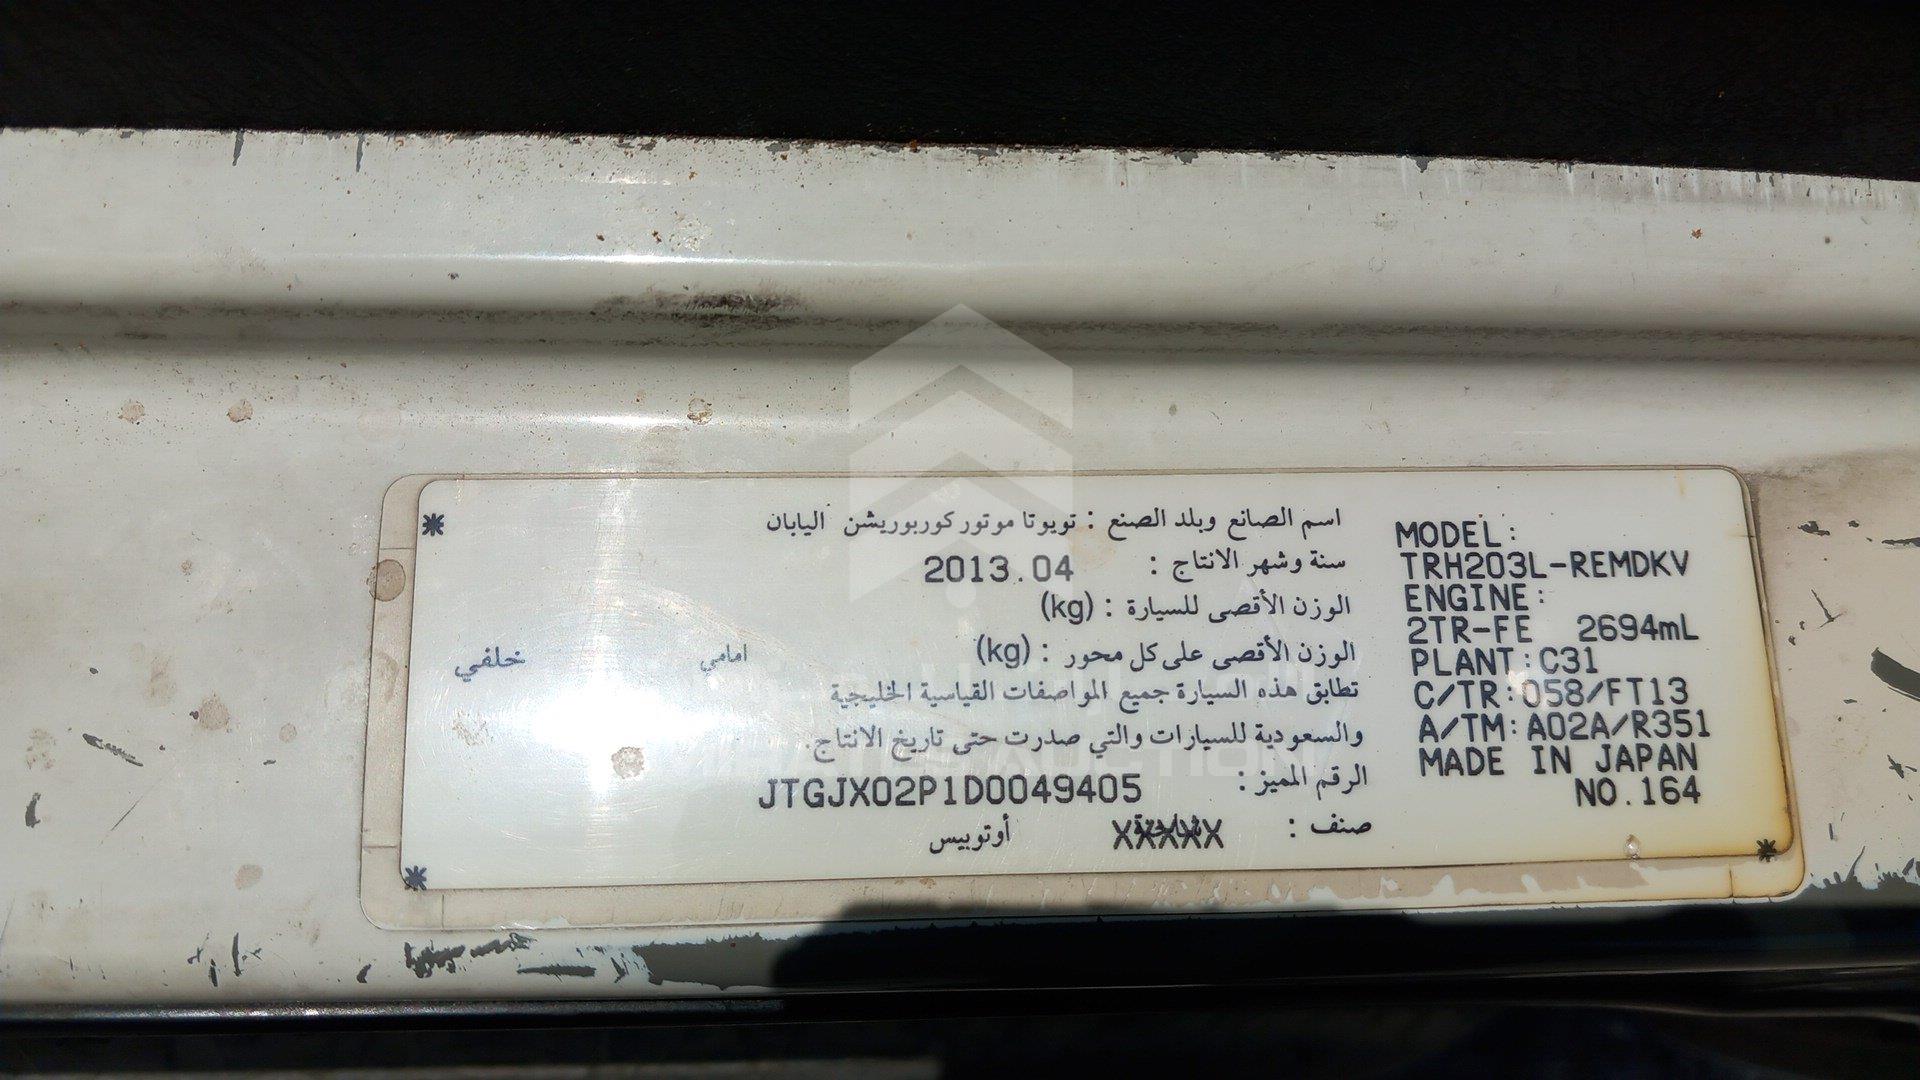 اسم الصانع وبلد الصنع : تويوتا موتور كوربوريشن اليابان
سنة وشهر الانتاج : 2013.04
الوزن الأقصى للسيارة : (kg)
الوزن الأقصى على كل محور : (kg) امامي خلفي
تطابق هذه السيارة جميع المواصفات القياسية الخليجية
والسعودية للسيارات والتي صدرت حتى تاريخ الانتاج.
الرقم المميز : JTGJX02P1D0049405
صنف : XXXXX أوتوبيس
MODEL:
TRH203L-REMDKV
ENGINE:
2TR-FE 2694mL
PLANT:C31
C/TR:058/FT13
A/TM:A02A/R351
MADE IN JAPAN
NO.164